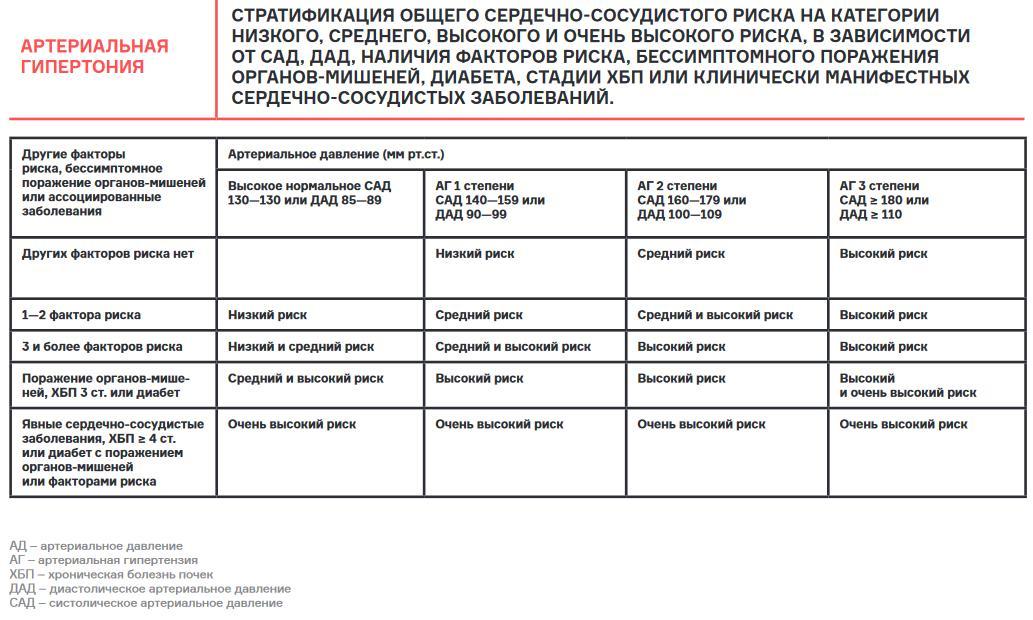 АРТЕРИАЛЬНАЯ
ГИПЕРТОНИЯ
СТРАТИФИКАЦИЯ ОБЩЕГО СЕРДЕЧНО-СОСУДИСТОГО РИСКА НА КАТЕГОРИИ
НИЗКОГО, СРЕДНЕГО, ВЫСОКОГО И ОЧЕНЬ ВЫСОКОГО РИСКА, В ЗАВИСИМОСТИ
ОТ САД, ДАД, НАЛИЧИЯ ФАКТОРОВ РИСКА, БЕССИМПТОМНОГО ПОРАЖЕНИЯ
ОРГАНОВ-МИШЕНЕЙ, ДИАБЕТА, СТАДИИ ХБП ИЛИ КЛИНИЧЕСКИ МАНИФЕСТНЫХ
СЕРДЕЧНО-СОСУДИСТЫХ ЗАБОЛЕВАНИЙ.
Другие факторы
риска, бессимптомное
поражение органов-мишеней
или ассоциированные
заболевания
Артериальное давление (мм рт.ст.)
Высокое нормальное САД
130—130 или ДАД 85—89
АГ 1 степени
САД 140—159 или
ДАД 90—99
АГ 2 степени
САД 160—179 или
ДАД 100—109
АГ 3 степени
САД ≥ 180 или
ДАД ≥ 110
Других факторов риска нет
Низкий риск
Средний риск
Высокий риск
1—2 фактора риска
Низкий риск
Средний риск
Средний и высокий риск
Высокий риск
3 и более факторов риска
Низкий и средний риск
Средний и высокий риск
Высокий риск
Высокий риск
Поражение органов-мише-
ней, ХБП 3 ст. или диабет
Средний и высокий риск
Высокий риск
Высокий риск
Высокий
и очень высокий риск
Явные сердечно-сосудистые
заболевания, ХБП ≥ 4 ст.
или диабет с поражением
органов-мишеней
или факторами риска
Очень высокий риск
Очень высокий риск
Очень высокий риск
Очень высокий риск
АД – артериальное давление
АГ – артериальная гипертензия
ХБП – хроническая болезнь почек
ДАД – диастолическое артериальное давление
САД – систолическое артериальное давление